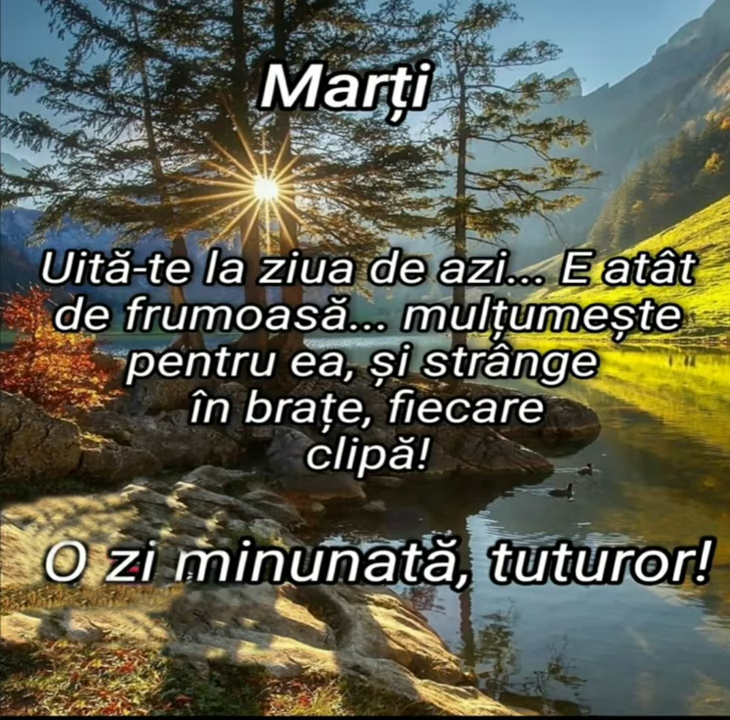 Marți
Uită-te la ziua de azi... E atât
de frumoasă... mulțumește
pentru ea, și strânge
în brațe, fiecare
clipă!
O zi minunată, tuturor!